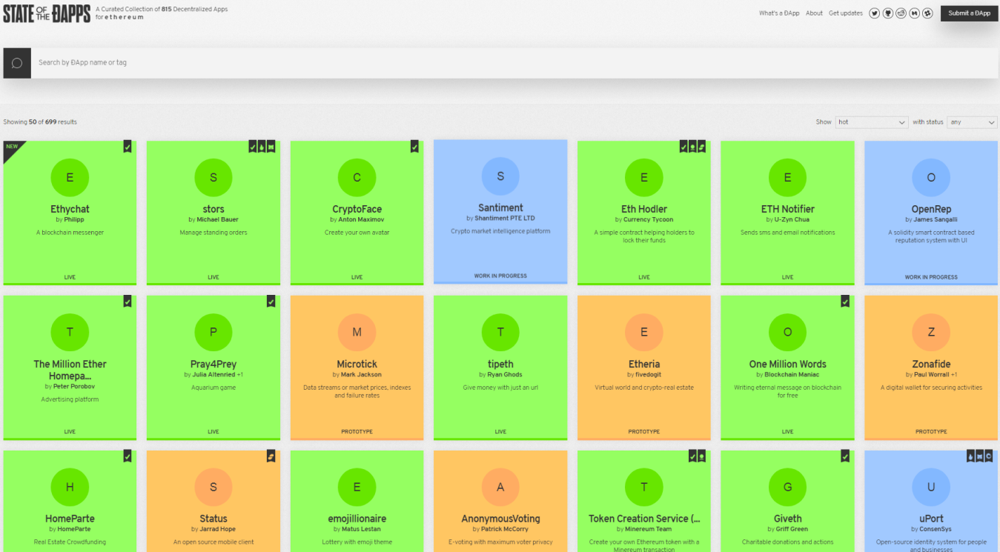 STATE OF THE ĐAPPS
A Curated Collection of 815 Decentralized Apps
for ethereum
What's a ĐApp About Get updates Submit a ĐApp
Search by ĐApp name or tag
Showing 50 of 699 results
Show hot with status any
NEW
E
Ethychat
by Philipp
A blockchain messenger
LIVE
S
stors
by Michael Bauer
Manage standing orders
LIVE
C
CryptoFace
by Anton Maximov
Create your own avatar
LIVE
S
Santiment
by Shantiment PTE LTD
Crypto market intelligence platform
WORK IN PROGRESS
E
Eth Hodler
by Currency Tycoon
A simple contract helping holders to
lock their funds
LIVE
E
ETH Notifier
by U-Zyn Chua
Sends sms and email notifications
LIVE
O
OpenRep
by James Sangalli
A solidity smart contract based
reputation system with UI
WORK IN PROGRESS
T
The Million Ether
Homepa...
by Peter Porobov
Advertising platform
LIVE
P
Pray4Prey
by Julia Altenried +1
Aquarium game
LIVE
M
Microtick
by Mark Jackson
Data streams or market prices, indexes
and failure rates
PROTOTYPE
T
tipeth
by Ryan Ghods
Give money with just an url
LIVE
E
Etheria
by fivedogit
Virtual world and crypto-real estate
PROTOTYPE
O
One Million Words
by Blockchain Maniac
Writing eternal message on blockchain
for free
LIVE
Z
Zonafide
by Paul Worrall +1
A digital wallet for securing activities
PROTOTYPE
H
HomeParte
by HomeParte
Real Estate Crowdfunding
S
Status
by Jarrad Hope
An open source mobile client
E
emojillionaire
by Matus Lestan
Lottery with emoji theme
A
AnonymousVoting
by Patrick McCorry
E-voting with maximum voter privacy
T
Token Creation Service (...
by Minereum Team
Create your own Ethereum token with a
Minereum transaction
G
Giveth
by Griff Green
Charitable donations and actions
U
uPort
by ConsenSys
Open-source identity system for people
and businesses